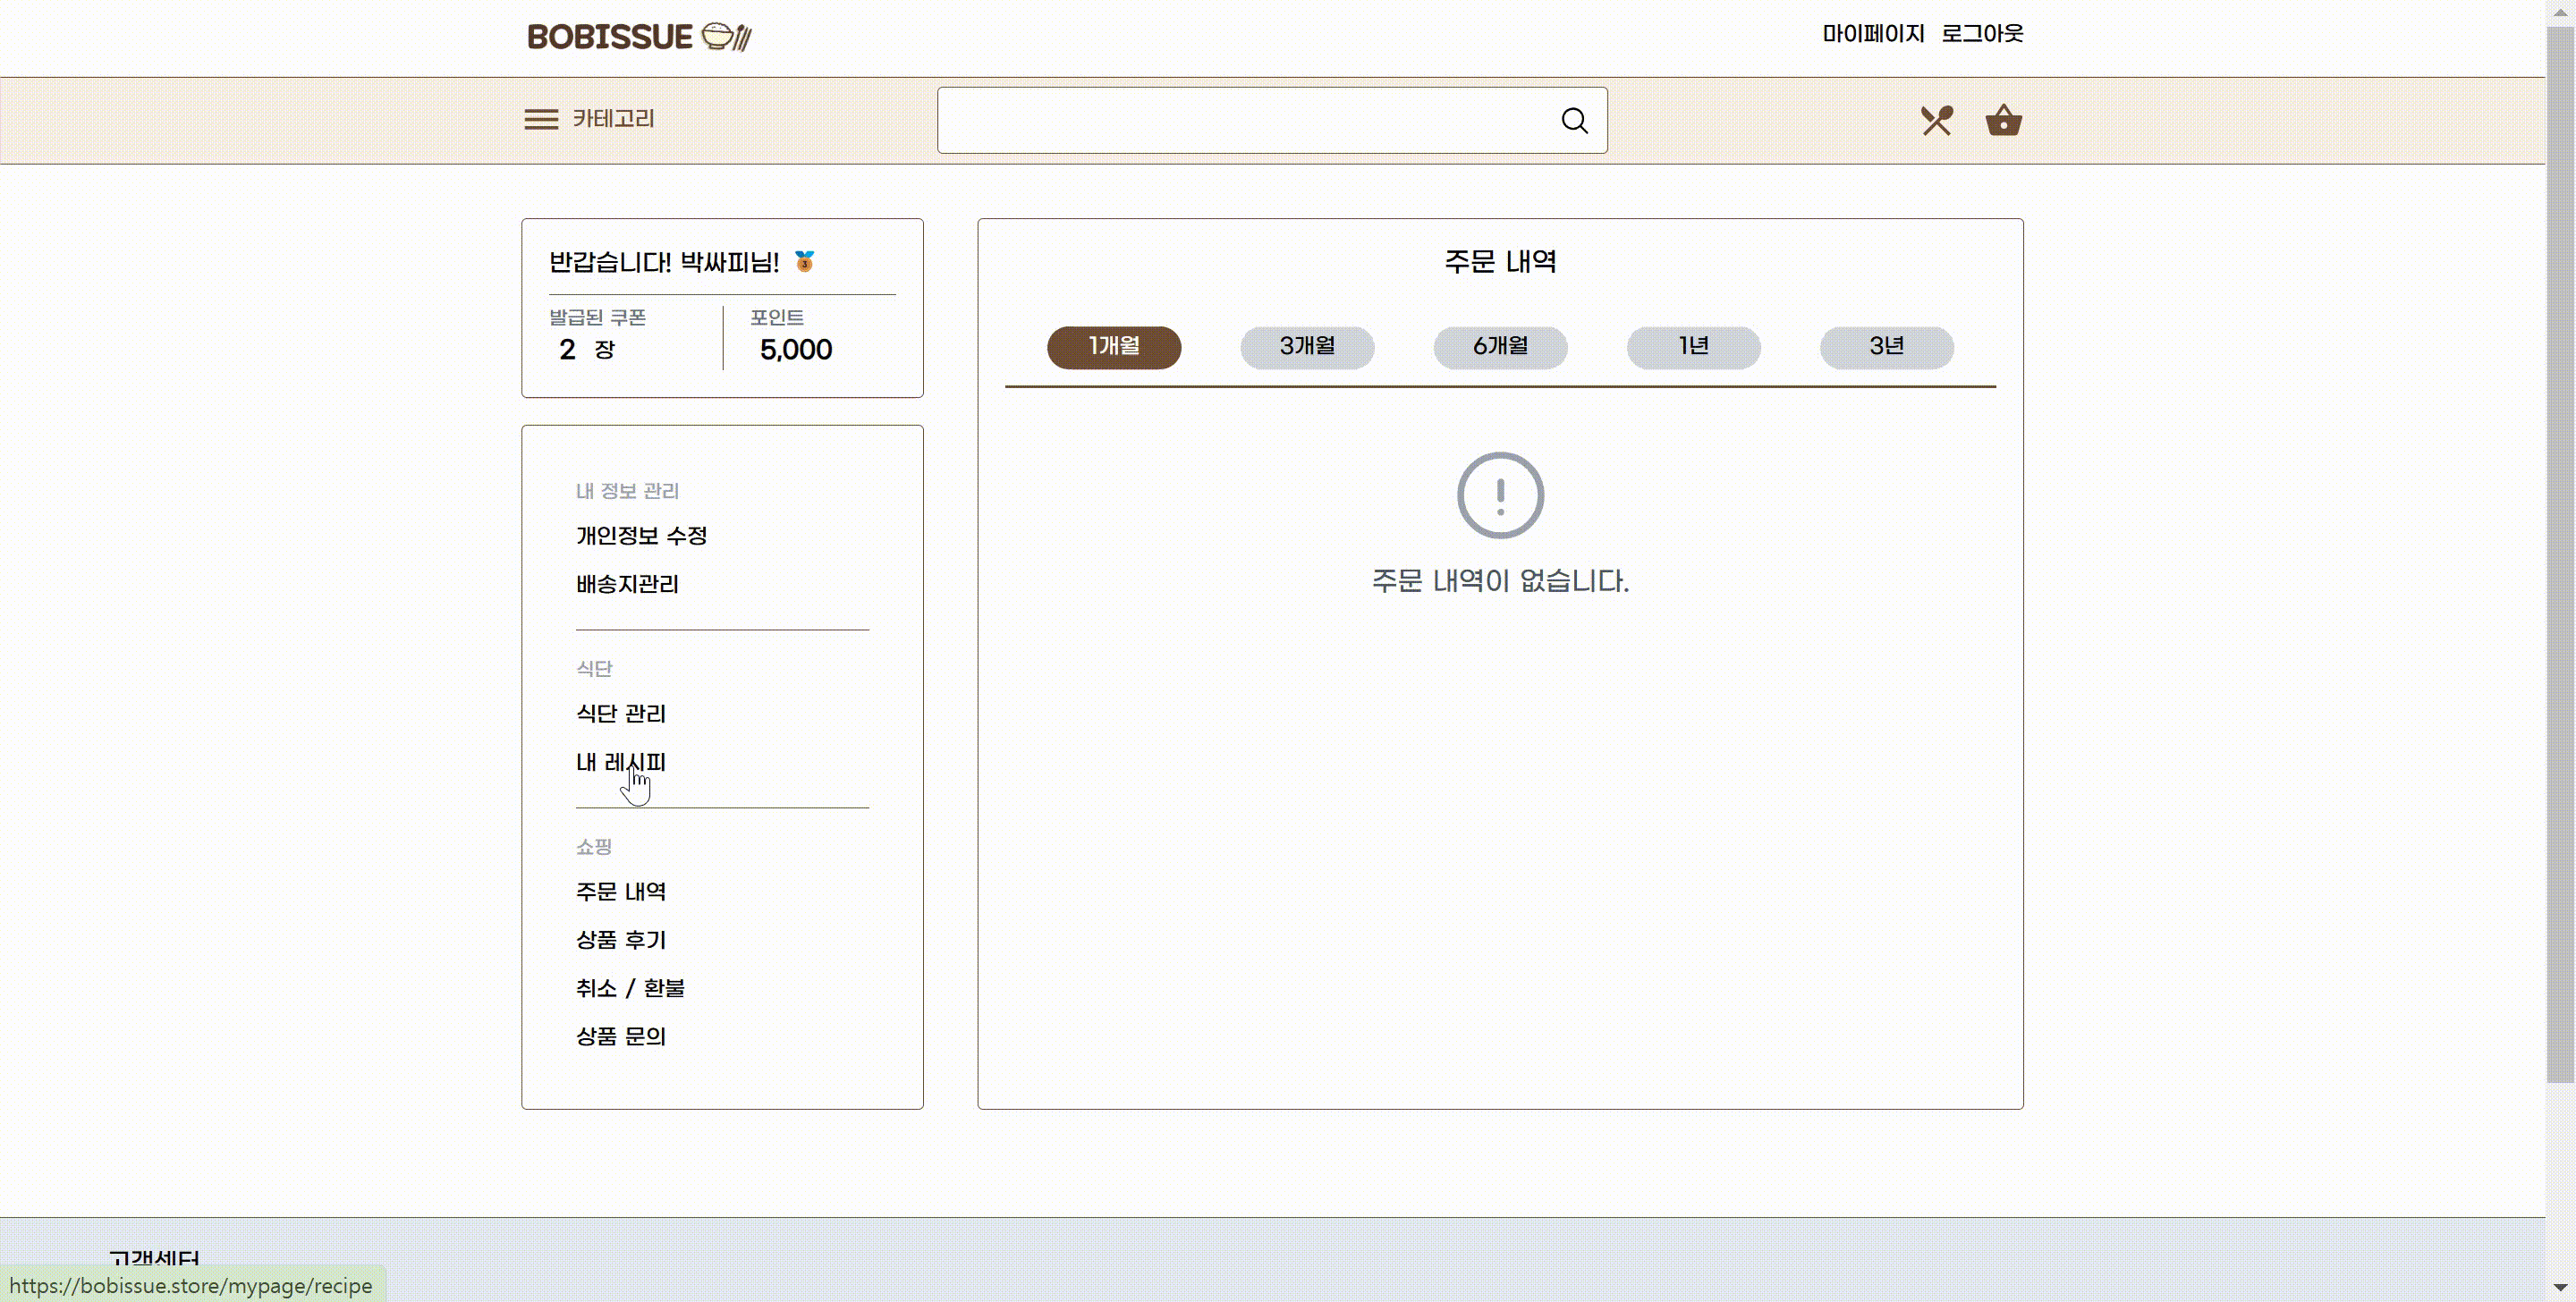 BOBISSUE
마이페이지 로그아웃
카테고리
반갑습니다! 박싸피님!
3
발급된 쿠폰
2 장
포인트
5,000
내 정보 관리
개인정보 수정
배송지관리
식단
식단 관리
내 레시피
쇼핑
주문 내역
상품 후기
취소 / 환불
상품 문의
주문 내역
1개월 3개월 6개월 1년 3년
주문 내역이 없습니다.
고객센터
https://bobissue.store/mypage/recipe